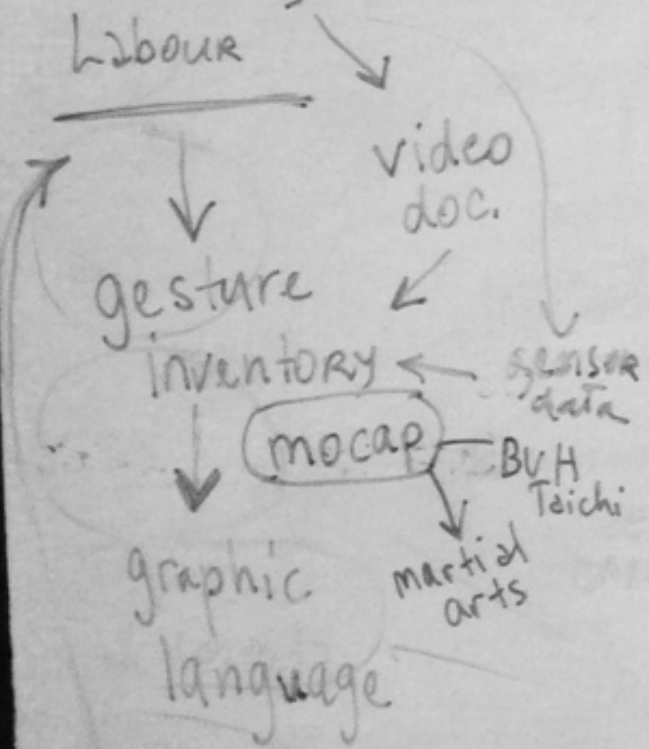 Labour
video
doc.
gesture
inventory
sensor
data
mocap
BVH
Taichi
martial
arts
graphic
language